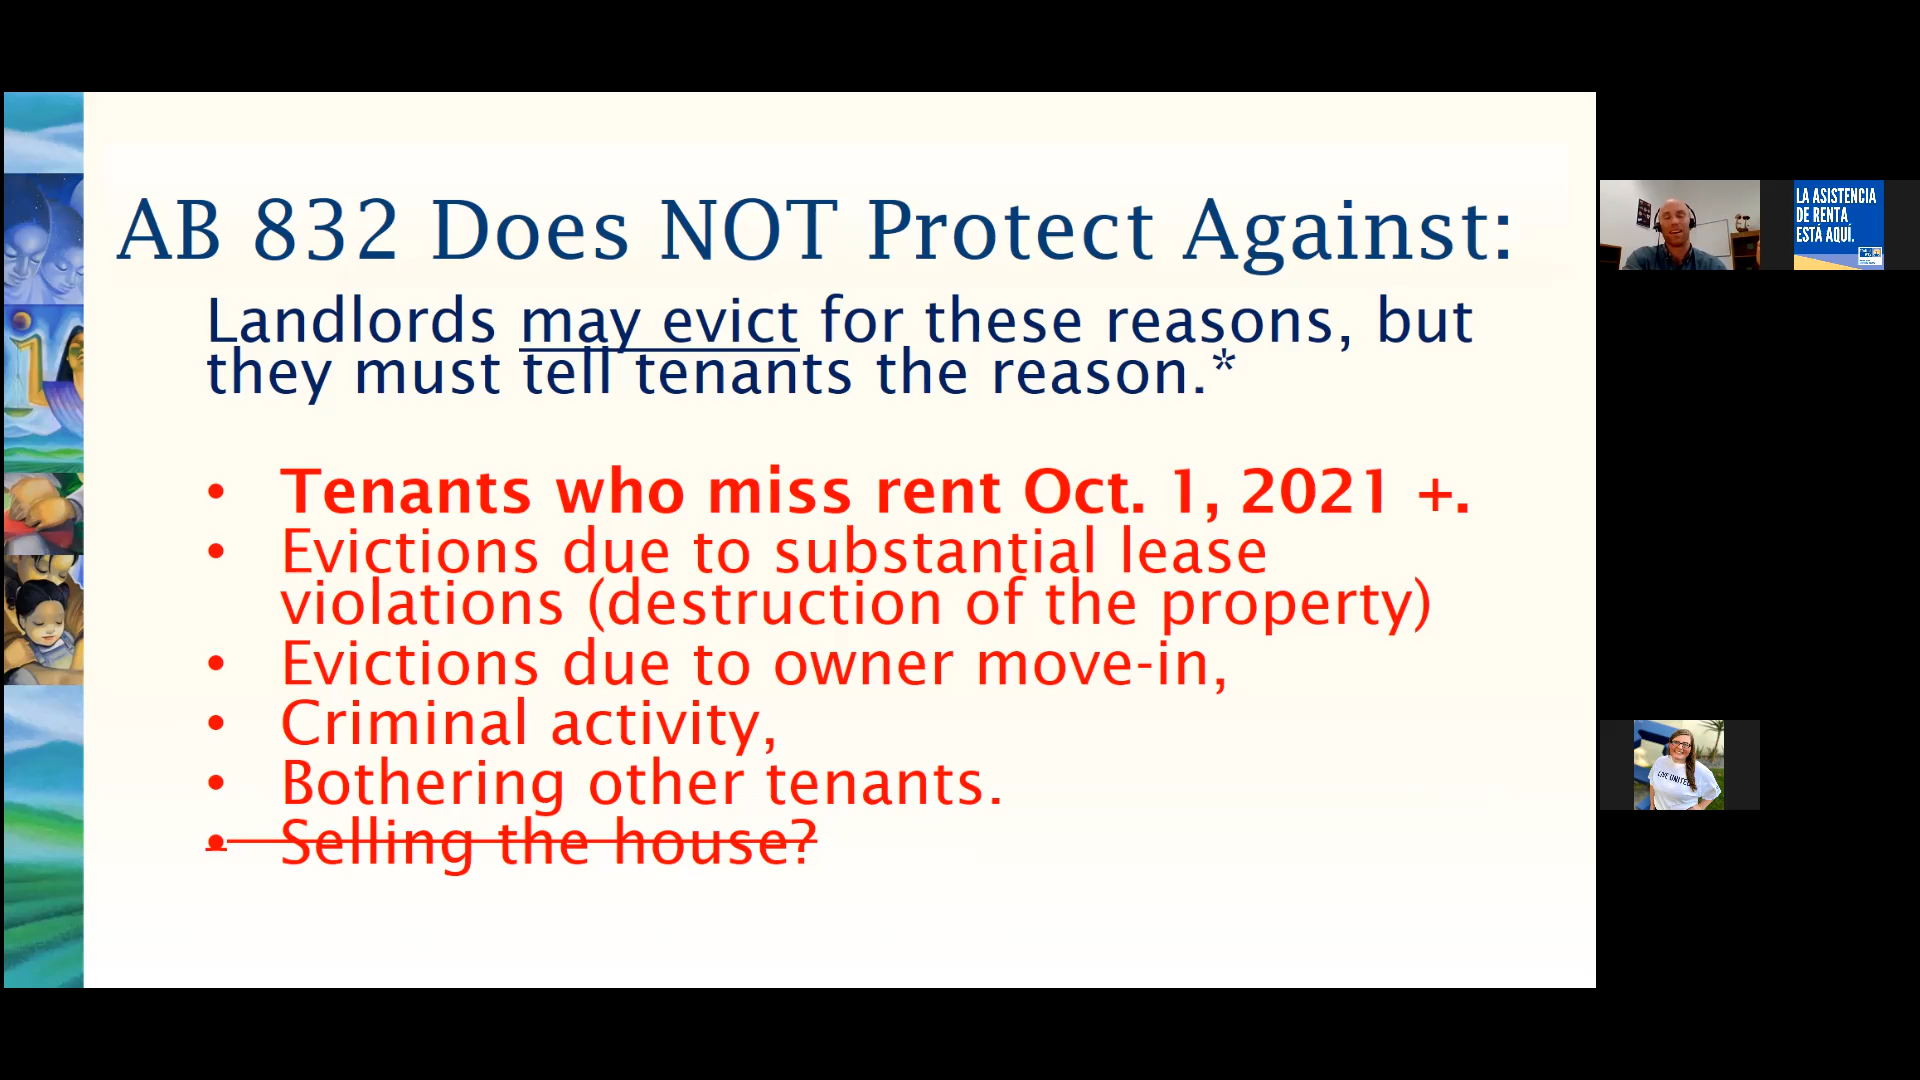 AB 832 Does NOT Protect Against:
Landlords may evict for these reasons, but
they must tell tenants the reason.*
• Tenants who miss rent Oct. 1, 2021 +.
• Evictions due to substantial lease
violations (destruction of the property)
• Evictions due to owner move-in,
• Criminal activity,
• Bothering other tenants.
• Selling the house?
LA ASISTENCIA
DE RENTA
ESTÁ AQUÍ.
LIVE UNITED